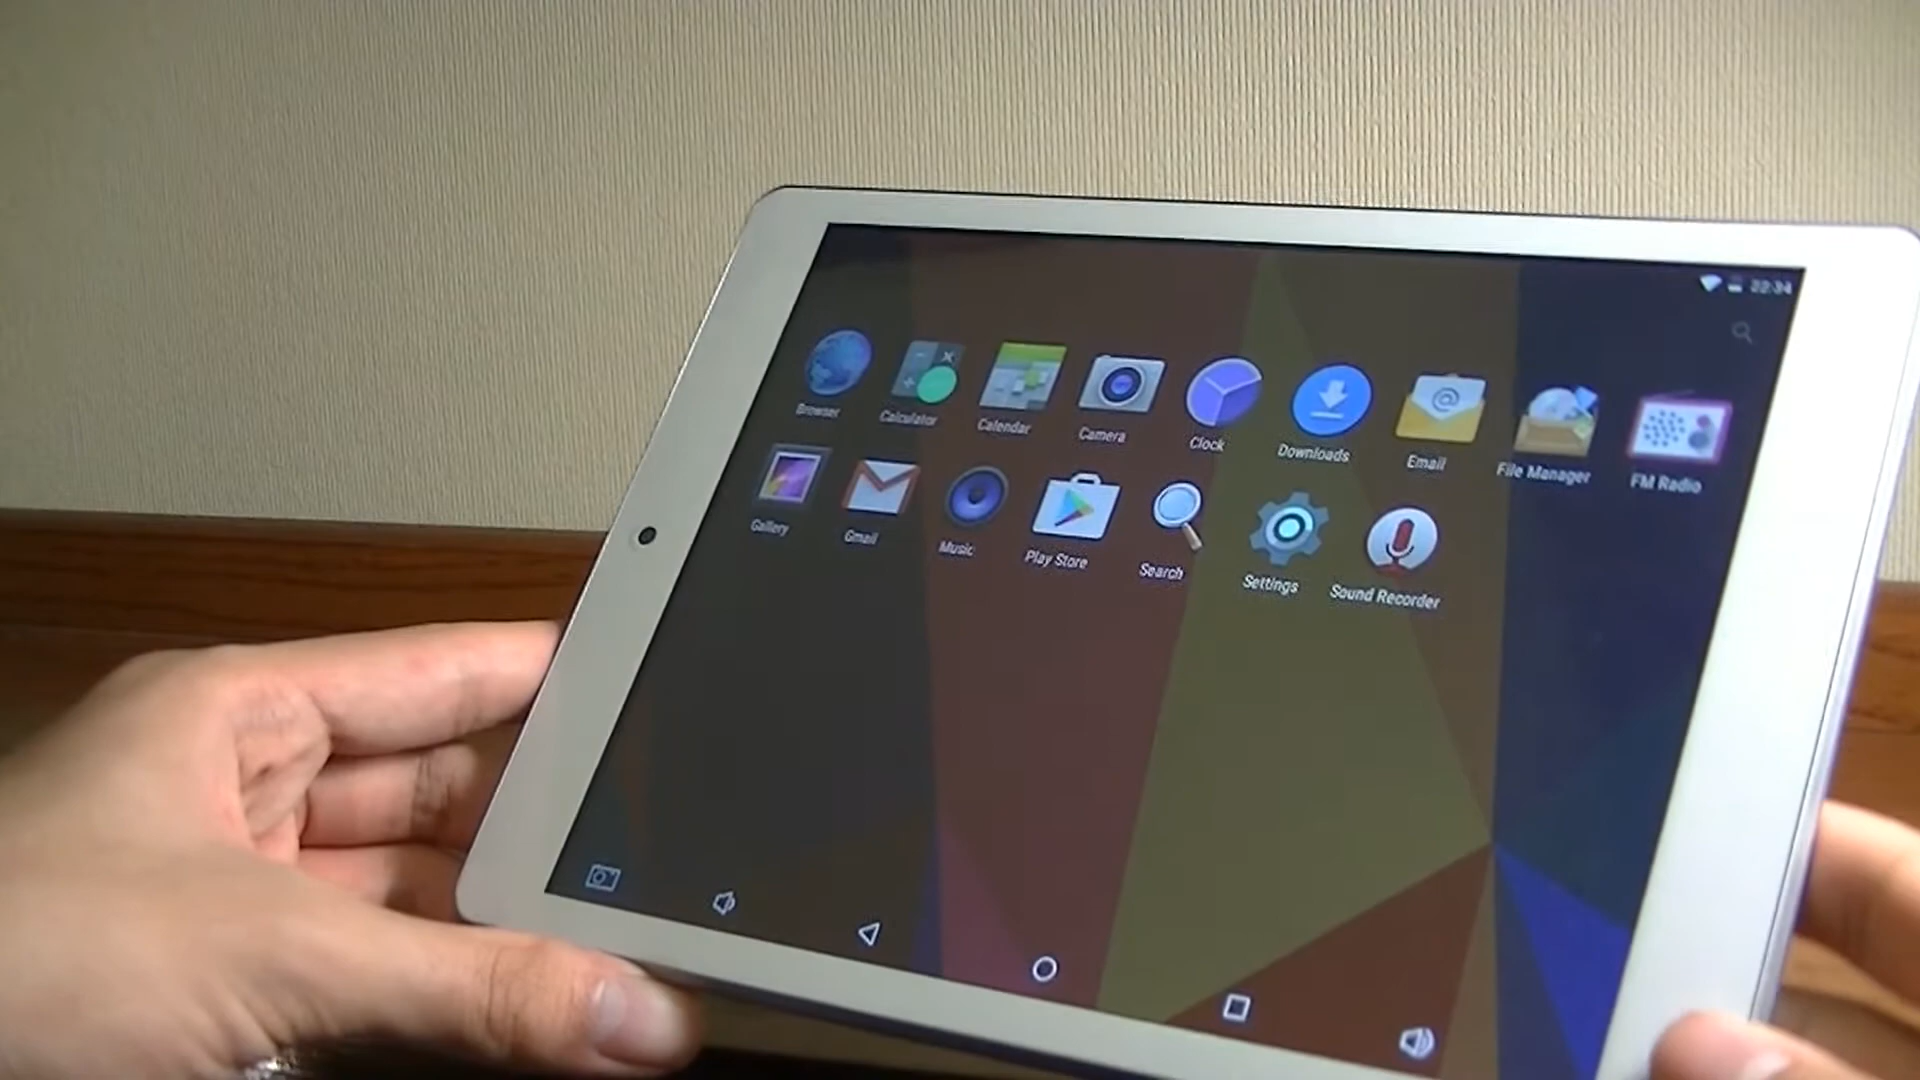 22:34
Browser
Calculator
Calendar
Camera
Clock
Downloads
Email
File Manager
FM Radio
Gallery
Gmail
Music
Play Store
Search
Settings
Sound Recorder